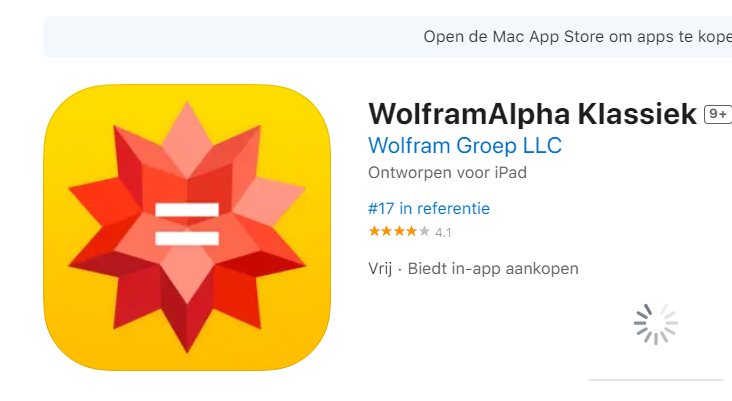 Open de Mac App Store om apps te kope
WolframAlpha Klassiek 9+
Wolfram Groep LLC
Ontworpen voor iPad
#17 in referentie
4.1
Vrij · Biedt in-app aankopen